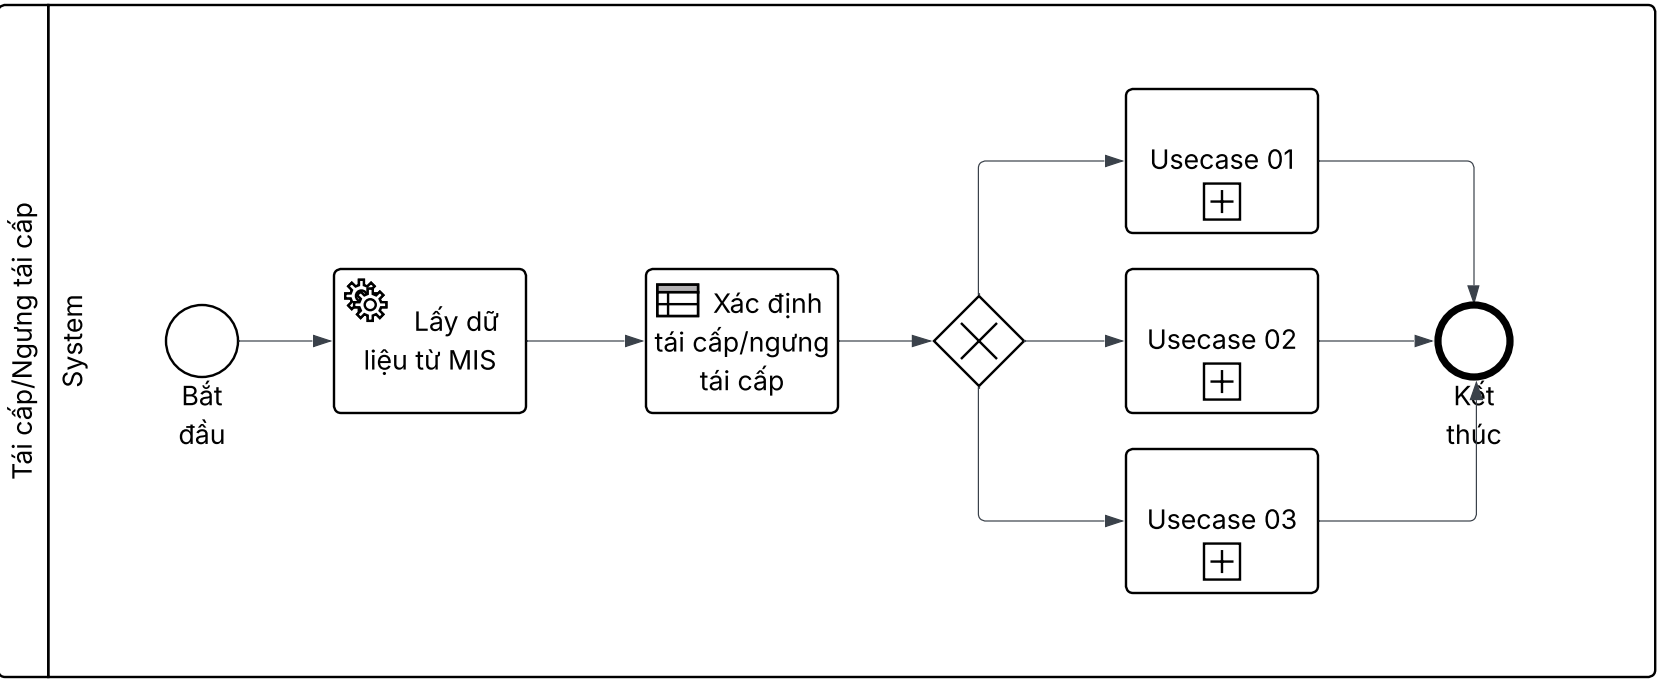 Tái cấp/Ngưng tái cấp
System
Bắt
đầu
Lấy dữ
liệu từ MIS
Xác định
tái cấp/ngưng
tái cấp
Usecase 01
Usecase 02
Usecase 03
Kết
thúc